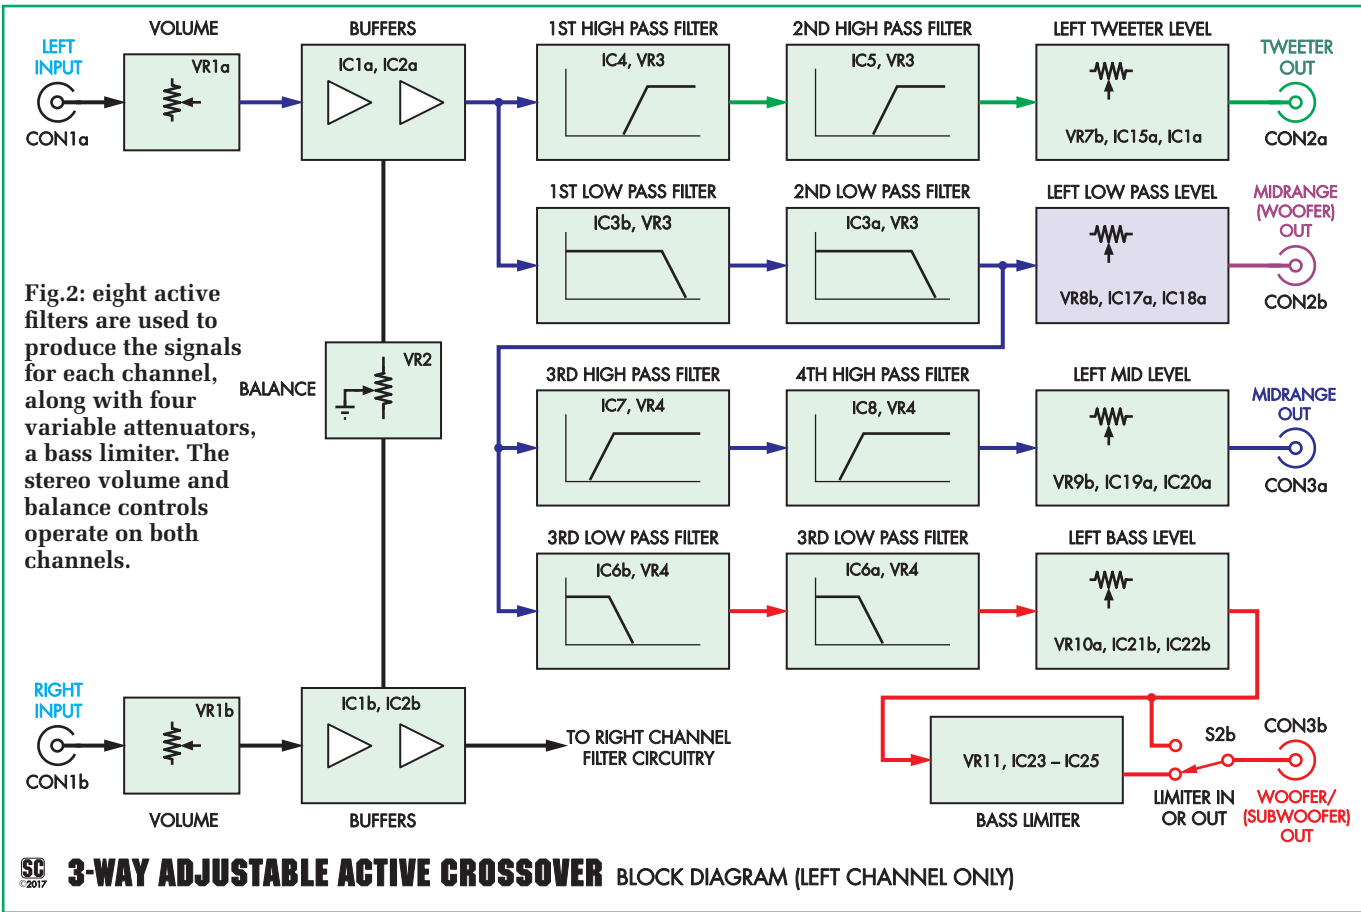 VOLUME
BUFFERS
1ST HIGH PASS FILTER
2ND HIGH PASS FILTER
LEFT TWEETER LEVEL
LEFT
INPUT
CON1a
VR1a
IC1a, IC2a
IC4, VR3
IC5, VR3
VR7b, IC15a, IC1a
TWEETER
OUT
CON2a
1ST LOW PASS FILTER
2ND LOW PASS FILTER
LEFT LOW PASS LEVEL
IC3b, VR3
IC3a, VR3
VR8b, IC17a, IC18a
MIDRANGE
(WOOFER)
OUT
CON2b
Fig.2: eight active
filters are used to
produce the signals
for each channel,
along with four
variable attenuators,
a bass limiter. The
stereo volume and
balance controls
operate on both
channels.
BALANCE
VR2
3RD HIGH PASS FILTER
4TH HIGH PASS FILTER
LEFT MID LEVEL
IC7, VR4
IC8, VR4
VR9b, IC19a, IC20a
MIDRANGE
OUT
CON3a
3RD LOW PASS FILTER
3RD LOW PASS FILTER
LEFT BASS LEVEL
IC6b, VR4
IC6a, VR4
VR10a, IC21b, IC22b
RIGHT
INPUT
CON1b
VR1b
VOLUME
IC1b, IC2b
BUFFERS
TO RIGHT CHANNEL
FILTER CIRCUITRY
VR11, IC23 – IC25
BASS LIMITER
S2b
LIMITER IN
OR OUT
CON3b
WOOFER/
(SUBWOOFER)
OUT
SC
©2017
3-WAY ADJUSTABLE ACTIVE CROSSOVER BLOCK DIAGRAM (LEFT CHANNEL ONLY)